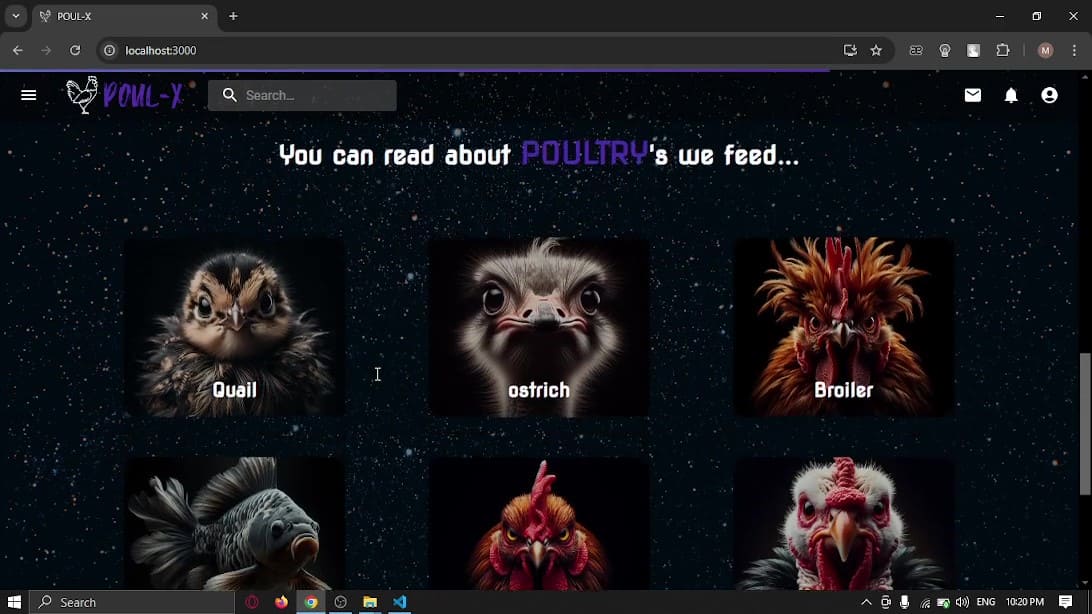 POUL-X
localhost:3000
M
POUL-X
Search...
You can read about POULTRY's we feed...
Quail
ostrich
Broiler
Search
ENG
10:20 PM